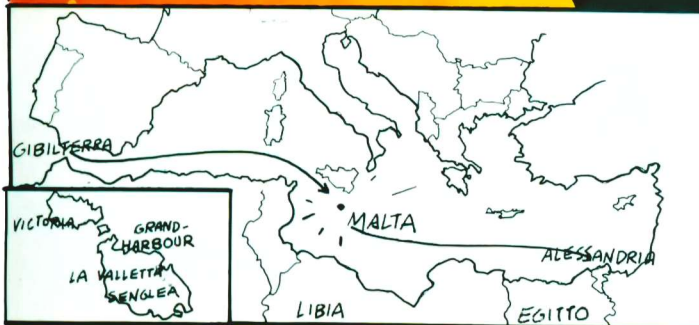 GIBILTERRA
MALTA
ALESSANDRIA
LIBIA
EGITTO
VICTORIA
GRAND-
HARBOUR
LA VALLETTA
SENGLEA